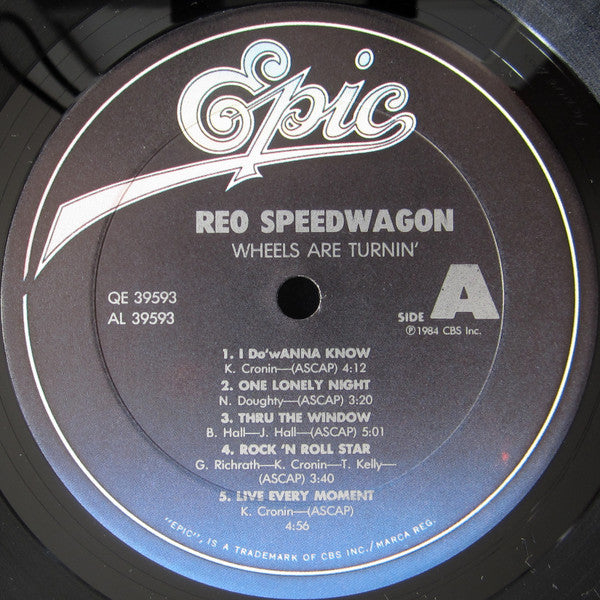 Epic
REO SPEEDWAGON
WHEELS ARE TURNIN'
QE 39593
AL 39593
SIDE A
Ⓟ1984 CBS Inc.
1. I Do'wANNA KNOW
K. Cronin—(ASCAP) 4:12
2. ONE LONELY NIGHT
N. Doughty—(ASCAP) 3:20
3. THRU THE WINDOW
B. Hall—J. Hall—(ASCAP) 5:01
4. ROCK 'N ROLL STAR
G. Richrath—K. Cronin—T. Kelly—
(ASCAP) 3:40
5. LIVE EVERY MOMENT
K. Cronin—(ASCAP)
4:56
"EPIC", IS A TRADEMARK OF CBS INC./MARCA REG.